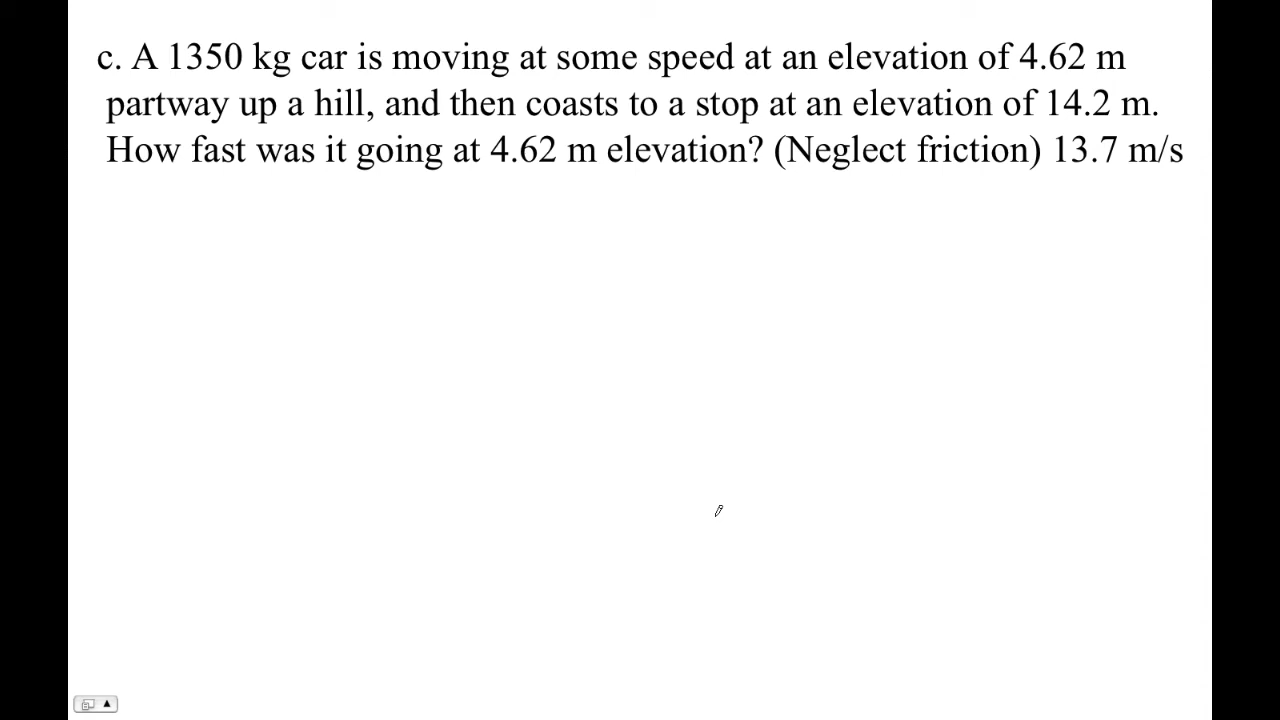 c. A 1350 kg car is moving at some speed at an elevation of 4.62 m
partway up a hill, and then coasts to a stop at an elevation of 14.2 m.
How fast was it going at 4.62 m elevation? (Neglect friction) 13.7 m/s